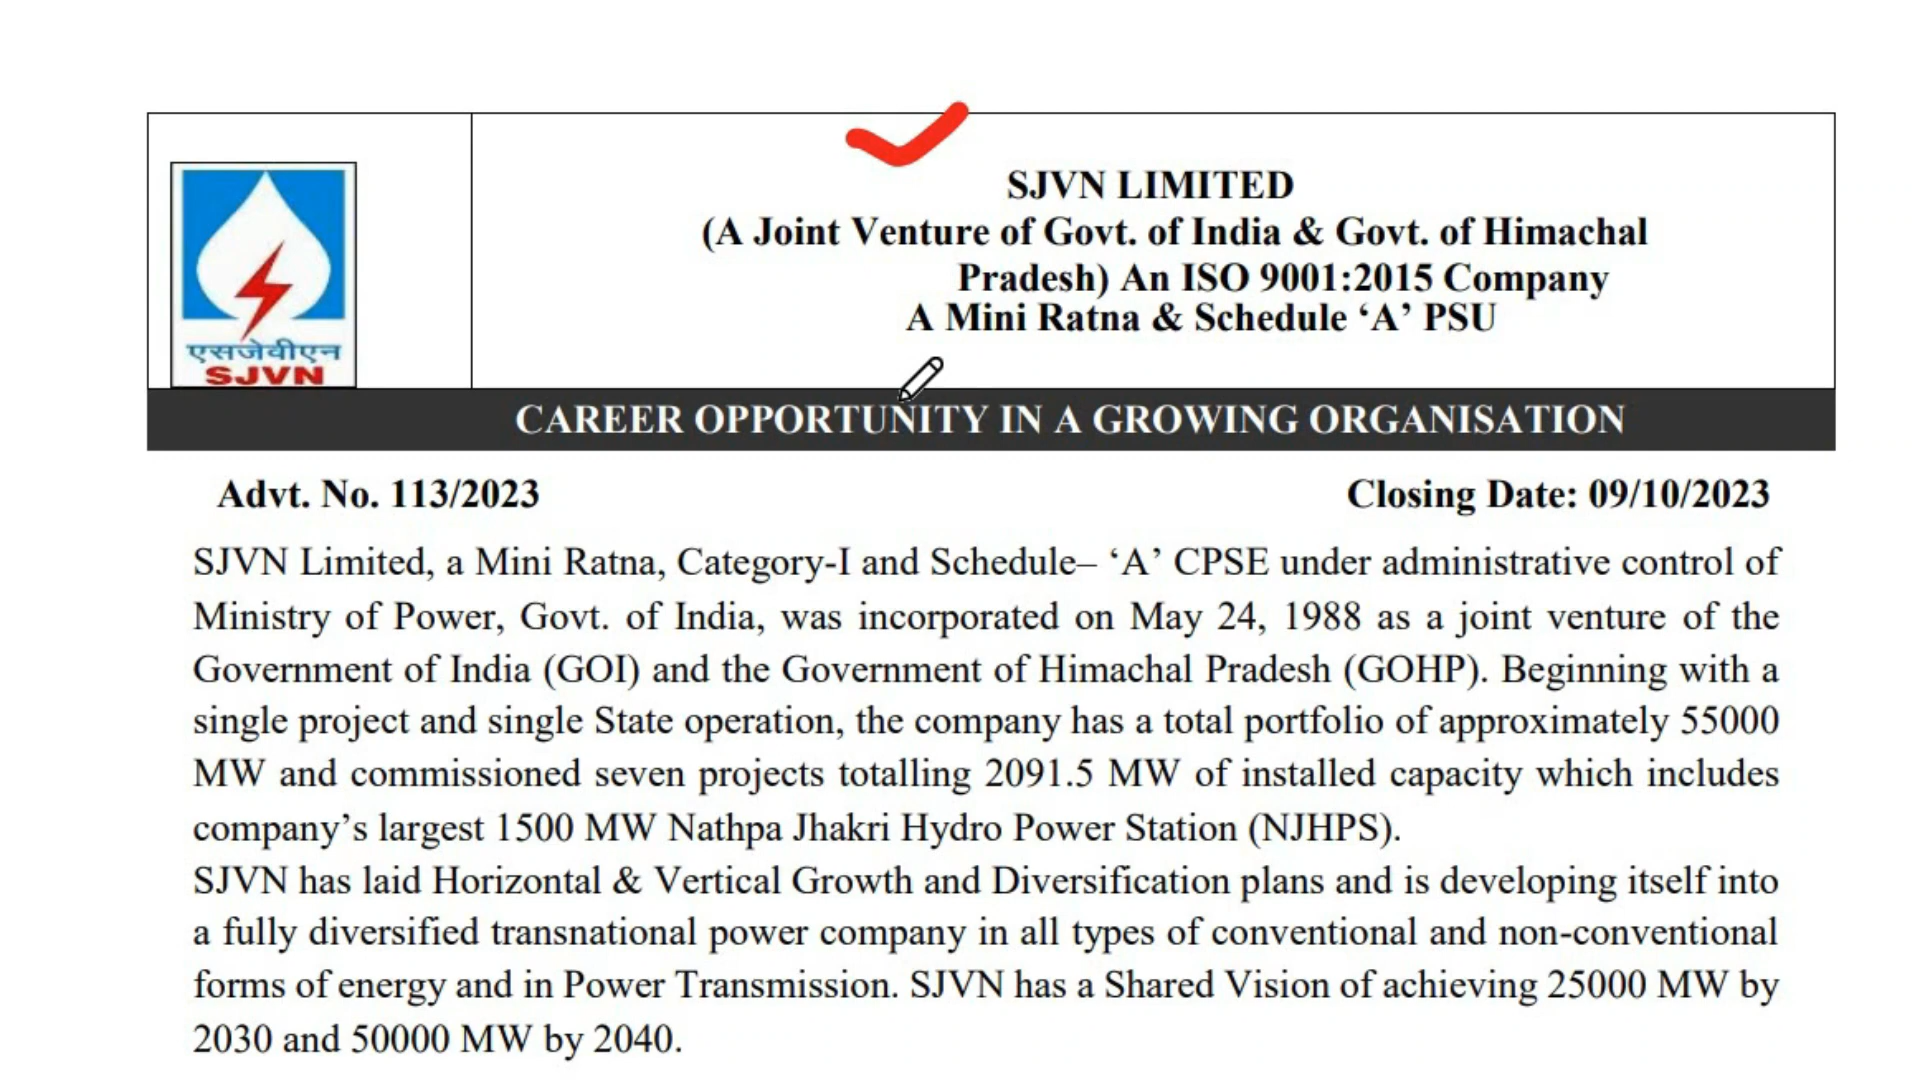 एसजेवीएन
SJVN
SJVN LIMITED
(A Joint Venture of Govt. of India & Govt. of Himachal
Pradesh) An ISO 9001:2015 Company
A Mini Ratna & Schedule ‘A’ PSU
CAREER OPPORTUNITY IN A GROWING ORGANISATION
Advt. No. 113/2023 Closing Date: 09/10/2023
SJVN Limited, a Mini Ratna, Category-I and Schedule– ‘A’ CPSE under administrative control of
Ministry of Power, Govt. of India, was incorporated on May 24, 1988 as a joint venture of the
Government of India (GOI) and the Government of Himachal Pradesh (GOHP). Beginning with a
single project and single State operation, the company has a total portfolio of approximately 55000
MW and commissioned seven projects totalling 2091.5 MW of installed capacity which includes
company’s largest 1500 MW Nathpa Jhakri Hydro Power Station (NJHPS).
SJVN has laid Horizontal & Vertical Growth and Diversification plans and is developing itself into
a fully diversified transnational power company in all types of conventional and non-conventional
forms of energy and in Power Transmission. SJVN has a Shared Vision of achieving 25000 MW by
2030 and 50000 MW by 2040.